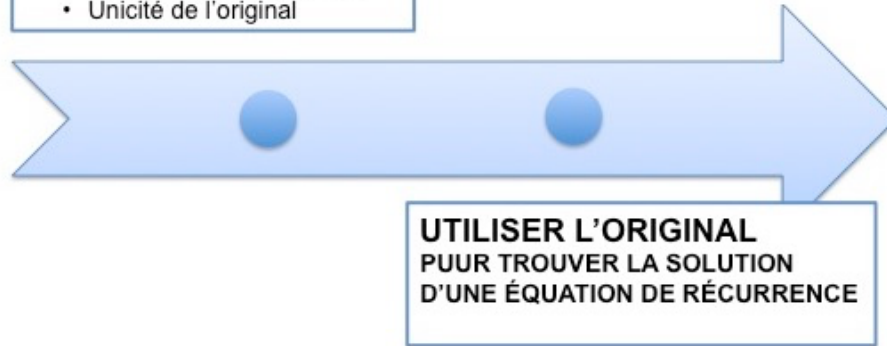 • Unicité de l'original
UTILISER L'ORIGINAL
PUUR TROUVER LA SOLUTION
D'UNE ÉQUATION DE RÉCURRENCE